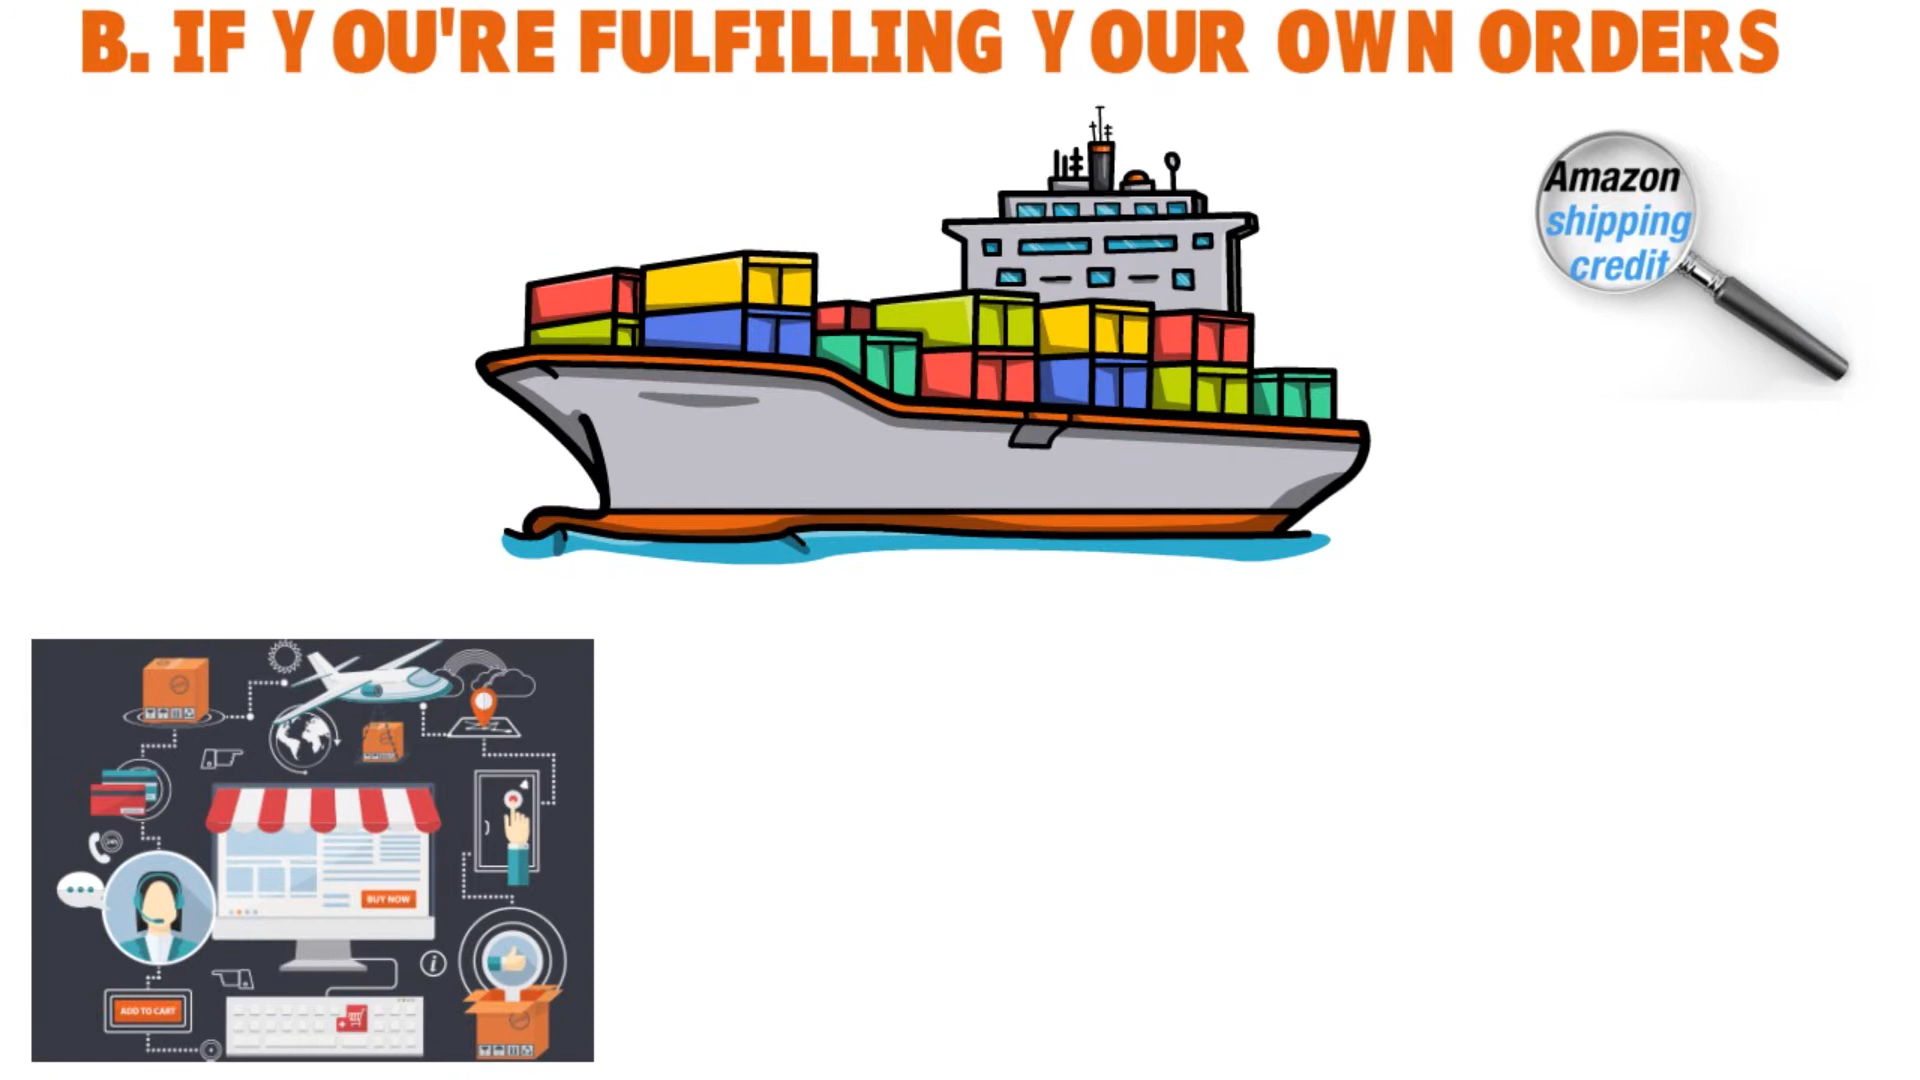 B. IF YOU'RE FULFILLING YOUR OWN ORDERS
Amazon
shipping
credit
BUY NOW
ADD TO CART